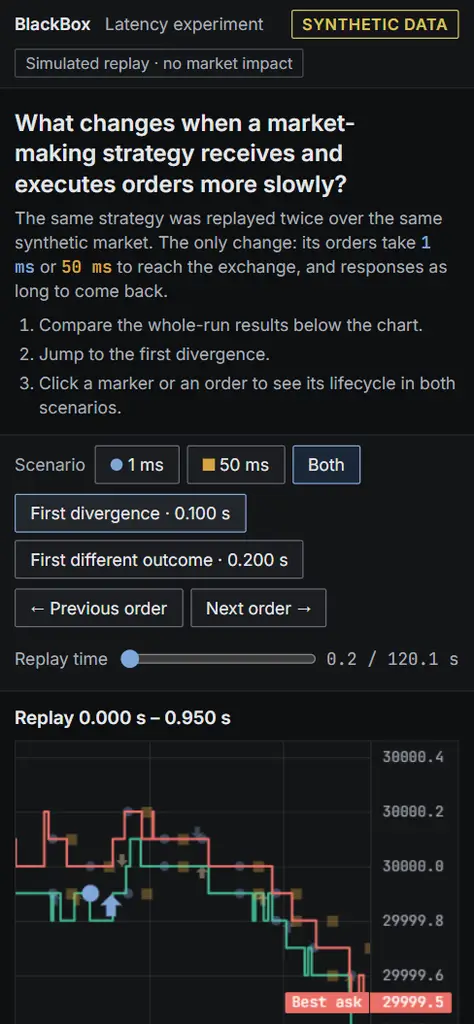 BlackBox Latency experiment SYNTHETIC DATA
Simulated replay · no market impact
What changes when a market-
making strategy receives and
executes orders more slowly?
The same strategy was replayed twice over the same
synthetic market. The only change: its orders take 1
ms or 50 ms to reach the exchange, and responses as
long to come back.
1. Compare the whole-run results below the chart.
2. Jump to the first divergence.
3. Click a marker or an order to see its lifecycle in both
scenarios.
Scenario 1 ms 50 ms Both
First divergence · 0.100 s
First different outcome · 0.200 s
← Previous order Next order →
Replay time 0.2 / 120.1 s
Replay 0.000 s – 0.950 s
30000.4
30000.2
30000.0
29999.8
29999.6
Best ask 29999.5